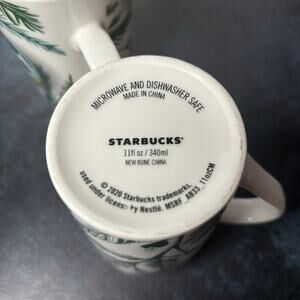 MICROWAVE AND DISHWASHER SAFE
MADE IN CHINA
STARBUCKS®
11fl oz / 340ml
NEW BONE CHINA
© 2020 Starbucks trademarks,
used under license by Nestlé. MSRF_AB33_11ozCM